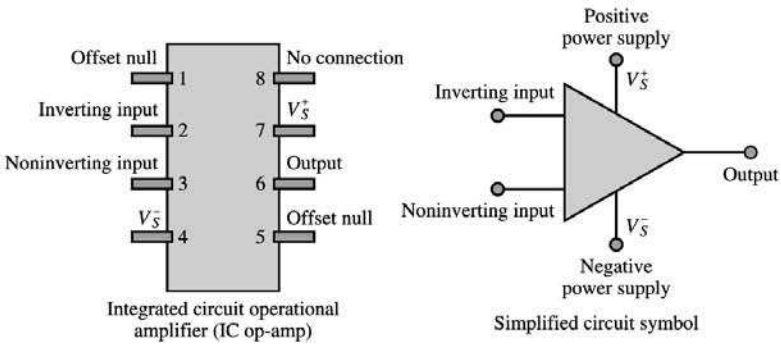 Offset null
1
8
No connection
Inverting input
2
7
V_S^+
Noninverting input
3
6
Output
V_S^-
4
5
Offset null
Integrated circuit operational
amplifier (IC op-amp)
Positive
power supply
V_S^+
Inverting input
Noninverting input
Output
V_S^-
Negative
power supply
Simplified circuit symbol